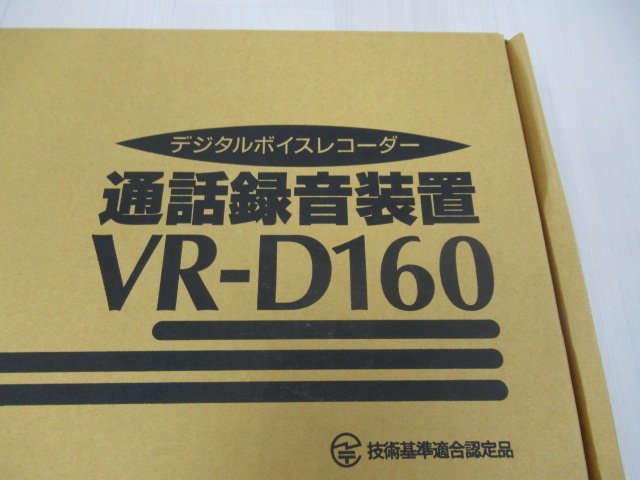 デジタルボイスレコーダー
通話録音装置
VR-D160
技術基準適合認定品